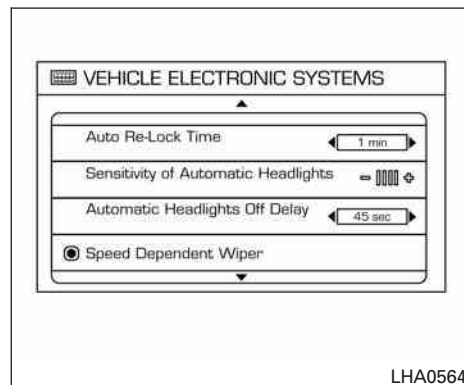 VEHICLE ELECTRONIC SYSTEMS
Auto Re-Lock Time 1 min
Sensitivity of Automatic Headlights
Automatic Headlights Off Delay 45 sec
Speed Dependent Wiper
LHA0564